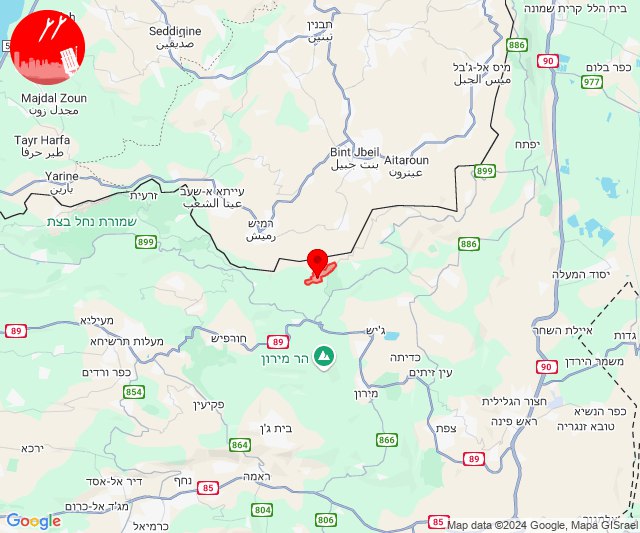 Seddiqine
صديقين
תבנין
تبنين
886
בית הלל
קרית שמונה
90
5
מיס אל-ג'בל
ميس الجبل
כפר בלום
977
Majdal Zoun
مجدل زون
Tayr Harfa
طير حرفا
Bint Jbeil
بنت جبيل
Aitaroun
عيترون
יפתח
899
Yarine
يارين
עייתא א-שעב
عيتا الشعب
זרעית
שמורת נחל בצת
רמיש
رميش
899
886
יסוד המעלה
89
מעיליא
מעלות תרשיחא
חורפיש
89
ג'יש
איילת השחר
גדות
הר מירון
כדיתה
עין זיתים
90
משמר הירדן
כפר ורדים
854
מירון
חצור הגלילית
כפר הנשיא
פקיעין
ראש פינה
טובא זנגריה
צפת
בית ג'ן
866
ירכא
864
89
דיר אל-אסד
נחף
85
ראמה
מג'ד אל-כרום
804
806
85
כרמיאל
Google
Map data ©2024 Google, Mapa GISrael